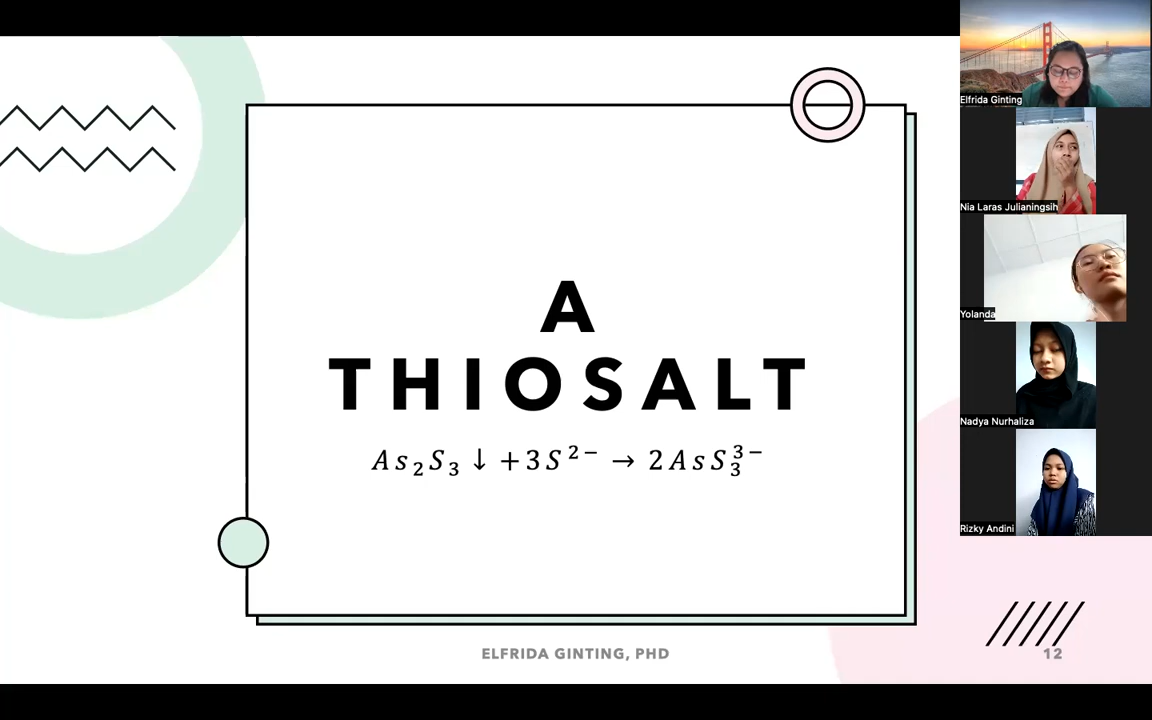 A
THIOSALT
As₂S₃ ↓ +3S²⁻ → 2AsS₃³⁻
ELFRIDA GINTING, PHD
12
Elfrida Ginting
Nia Laras Julianingsih
Yolanda
Nadya Nurhaliza
Rizky Andini